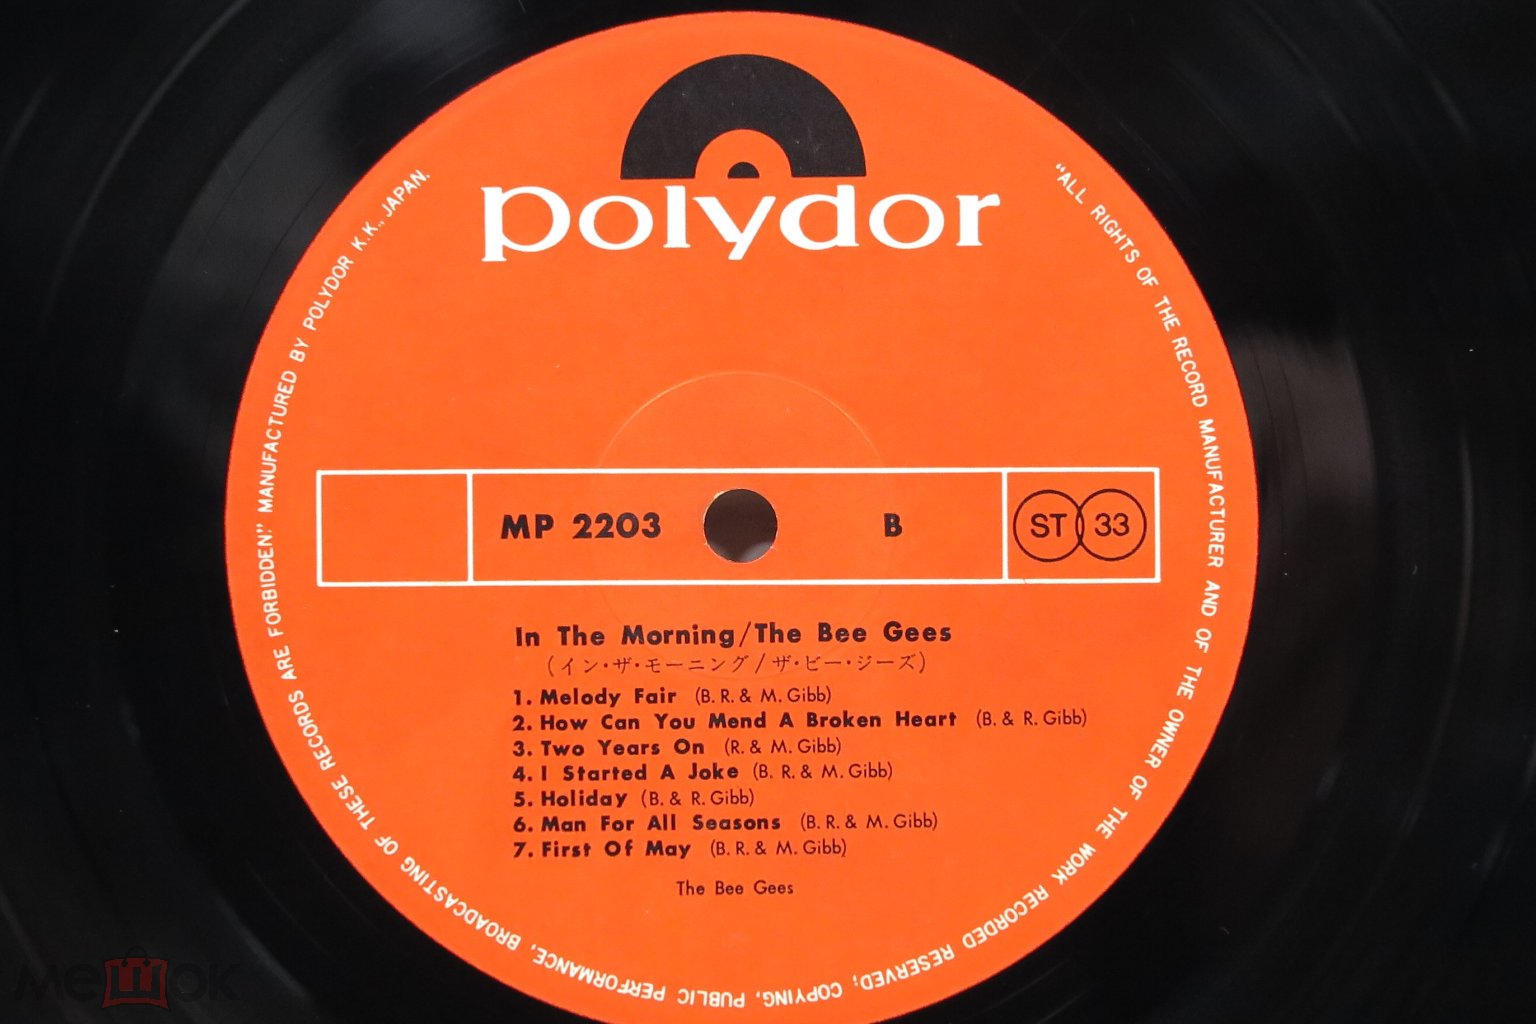 polydor
MP 2203
B
ST 33
In The Morning/The Bee Gees
(イン・ザ・モーニング/ザ・ビー・ジーズ)
1. Melody Fair (B. R. & M. Gibb)
2. How Can You Mend A Broken Heart (B. & R. Gibb)
3. Two Years On (R. & M. Gibb)
4. I Started A Joke (B. R. & M. Gibb)
5. Holiday (B. & R. Gibb)
6. Man For All Seasons (B. R. & M. Gibb)
7. First Of May (B. R. & M. Gibb)
The Bee Gees
"ALL RIGHTS OF THE RECORD MANUFACTURER AND OF THE OWNER OF THE WORK RECORDED RESERVED; COPYING, PUBLIC PERFORMANCE, BROADCASTING OF THESE RECORDS ARE FORBIDDEN." MANUFACTURED BY POLYDOR K.K., JAPAN.
мешок